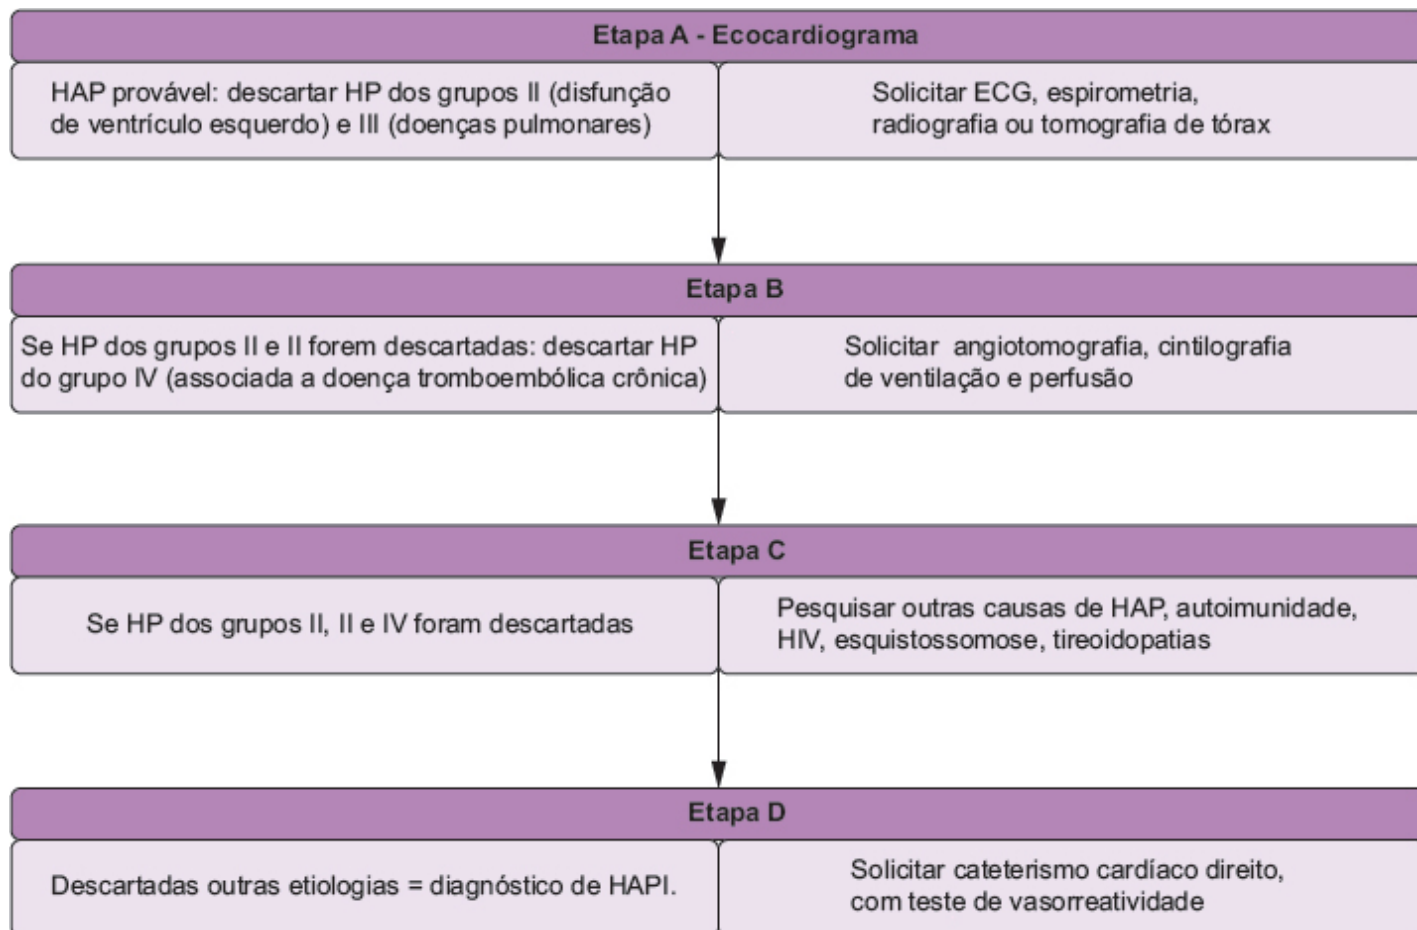 Etapa A - Ecocardiograma
HAP provável: descartar HP dos grupos II (disfunção
de ventrículo esquerdo) e III (doenças pulmonares)
Solicitar ECG, espirometria,
radiografia ou tomografia de tórax
Etapa B
Se HP dos grupos II e II forem descartadas: descartar HP
do grupo IV (associada a doença tromboembólica crônica)
Solicitar angiotomografia, cintilografia
de ventilação e perfusão
Etapa C
Se HP dos grupos II, II e IV foram descartadas
Pesquisar outras causas de HAP, autoimunidade,
HIV, esquistossomose, tireoidopatias
Etapa D
Descartadas outras etiologias = diagnóstico de HAPI.
Solicitar cateterismo cardíaco direito,
com teste de vasorreatividade